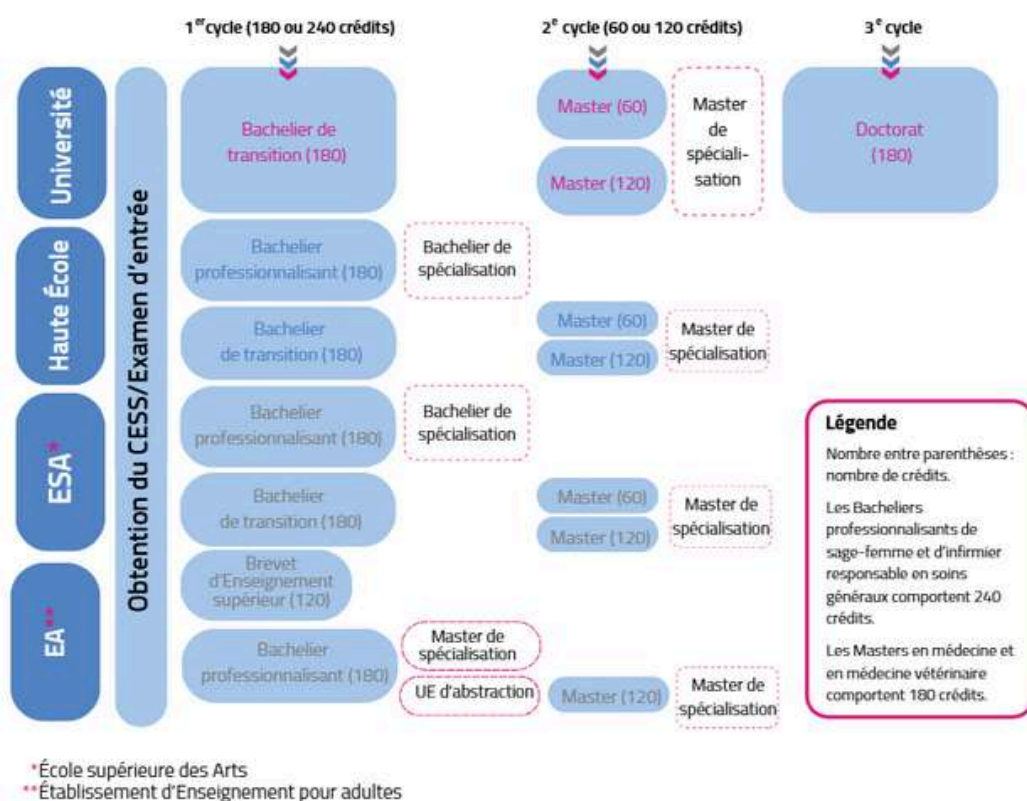 1er cycle (180 ou 240 crédits)
2e cycle (60 ou 120 crédits)
3e cycle
Université
Haute École
ESA*
EA**
Obtention du CESS/Examen d'entrée
Bachelier de
transition (180)
Master (60)
Master (120)
Master
de
spéciali-
sation
Doctorat
(180)
Bachelier
professionnalisant (180)
Bachelier de
spécialisation
Bachelier
de transition (180)
Master (60)
Master (120)
Master de
spécialisation
Bachelier
professionnalisant (180)
Bachelier de
spécialisation
Bachelier
de transition (180)
Master (60)
Master (120)
Master de
spécialisation
Brevet
d'Enseignement
supérieur (120)
Bachelier
professionnalisant (180)
Master de
spécialisation
UE d'abstraction
Master (120)
Master de
spécialisation
Légende
Nombre entre parenthèses :
nombre de crédits.
Les Bacheliers
professionnalisants de
sage-femme et d'infirmier
responsable en soins
généraux comportent 240
crédits.
Les Masters en médecine et
en médecine vétérinaire
comportent 180 crédits.
*École supérieure des Arts
**Établissement d'Enseignement pour adultes